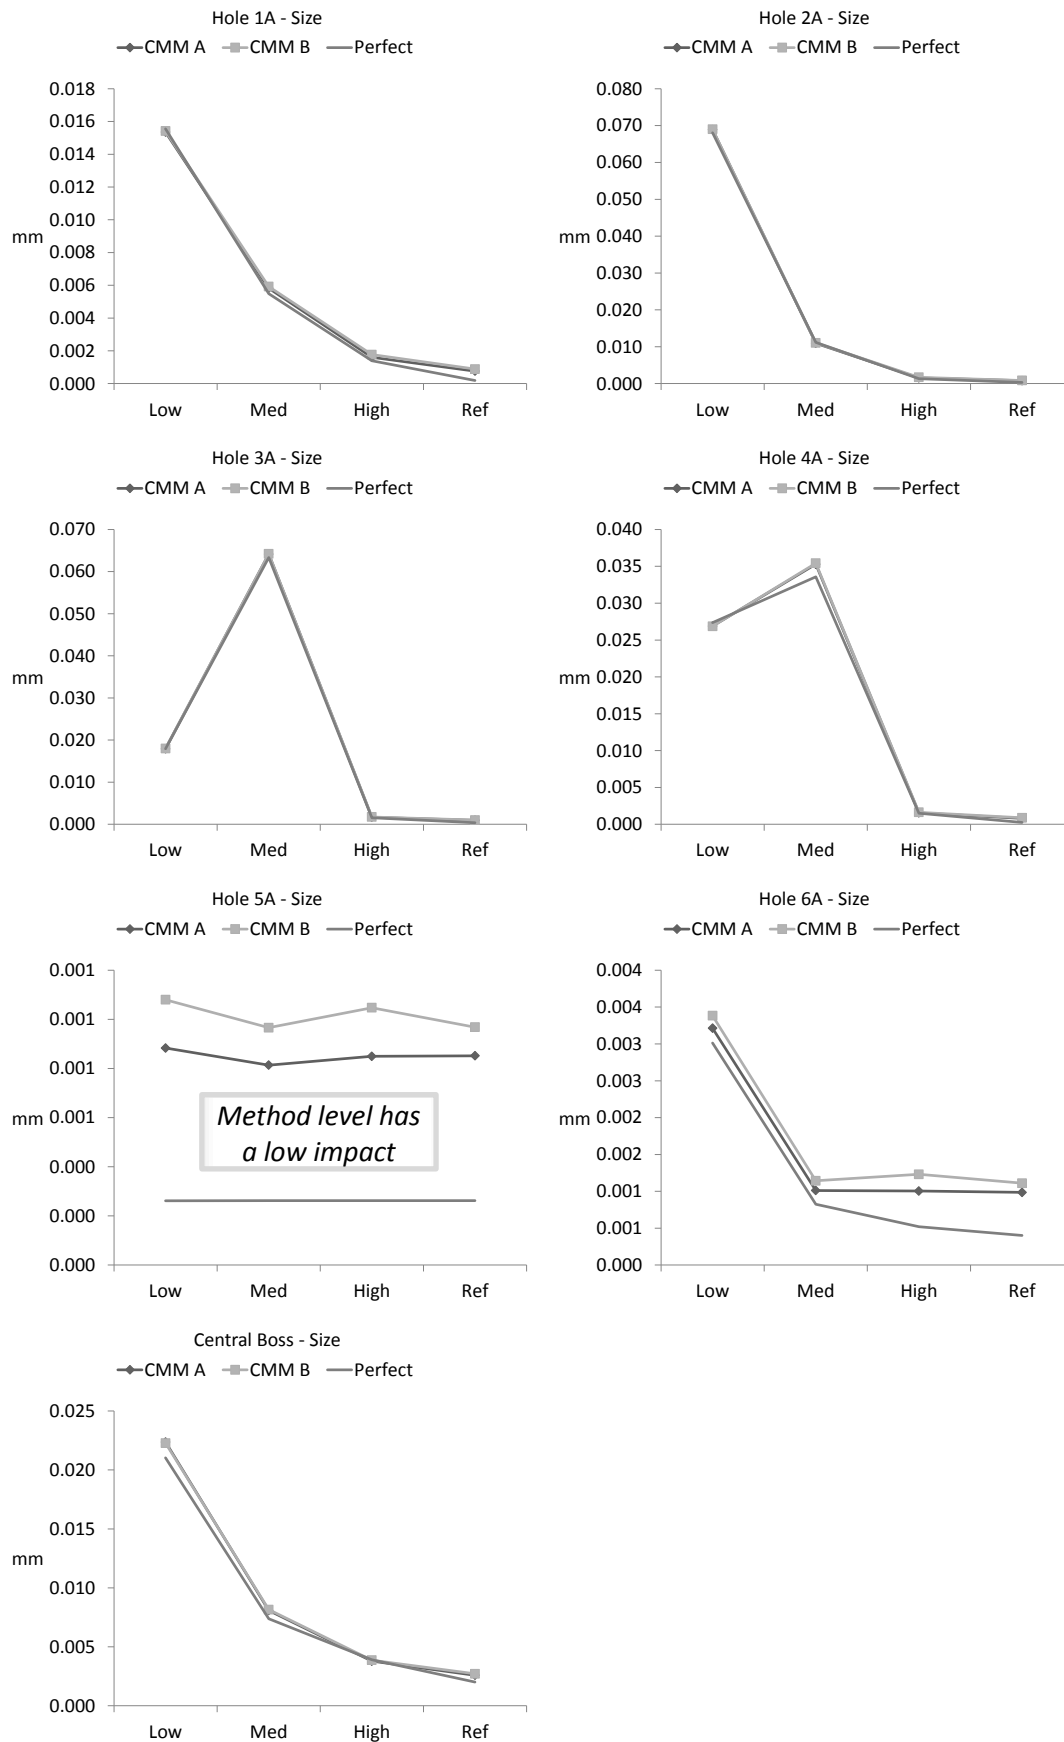 Hole 1A - Size
CMM A CMM B Perfect
0.018
0.016
0.014
0.012
0.010
mm
0.008
0.006
0.004
0.002
0.000
Low Med High Ref
Hole 2A - Size
CMM A CMM B Perfect
0.080
0.070
0.060
0.050
mm
0.040
0.030
0.020
0.010
0.000
Low Med High Ref
Hole 3A - Size
CMM A CMM B Perfect
0.070
0.060
0.050
0.040
mm
0.030
0.020
0.010
0.000
Low Med High Ref
Hole 4A - Size
CMM A CMM B Perfect
0.040
0.035
0.030
0.025
mm
0.020
0.015
0.010
0.005
0.000
Low Med High Ref
Hole 5A - Size
CMM A CMM B Perfect
0.001
0.001
0.001
0.001
mm
0.000
0.000
0.000
Method level has
a low impact
Low Med High Ref
Hole 6A - Size
CMM A CMM B Perfect
0.004
0.004
0.003
0.003
mm
0.002
0.002
0.001
0.001
0.000
Low Med High Ref
Central Boss - Size
CMM A CMM B Perfect
0.025
0.020
0.015
mm
0.010
0.005
0.000
Low Med High Ref